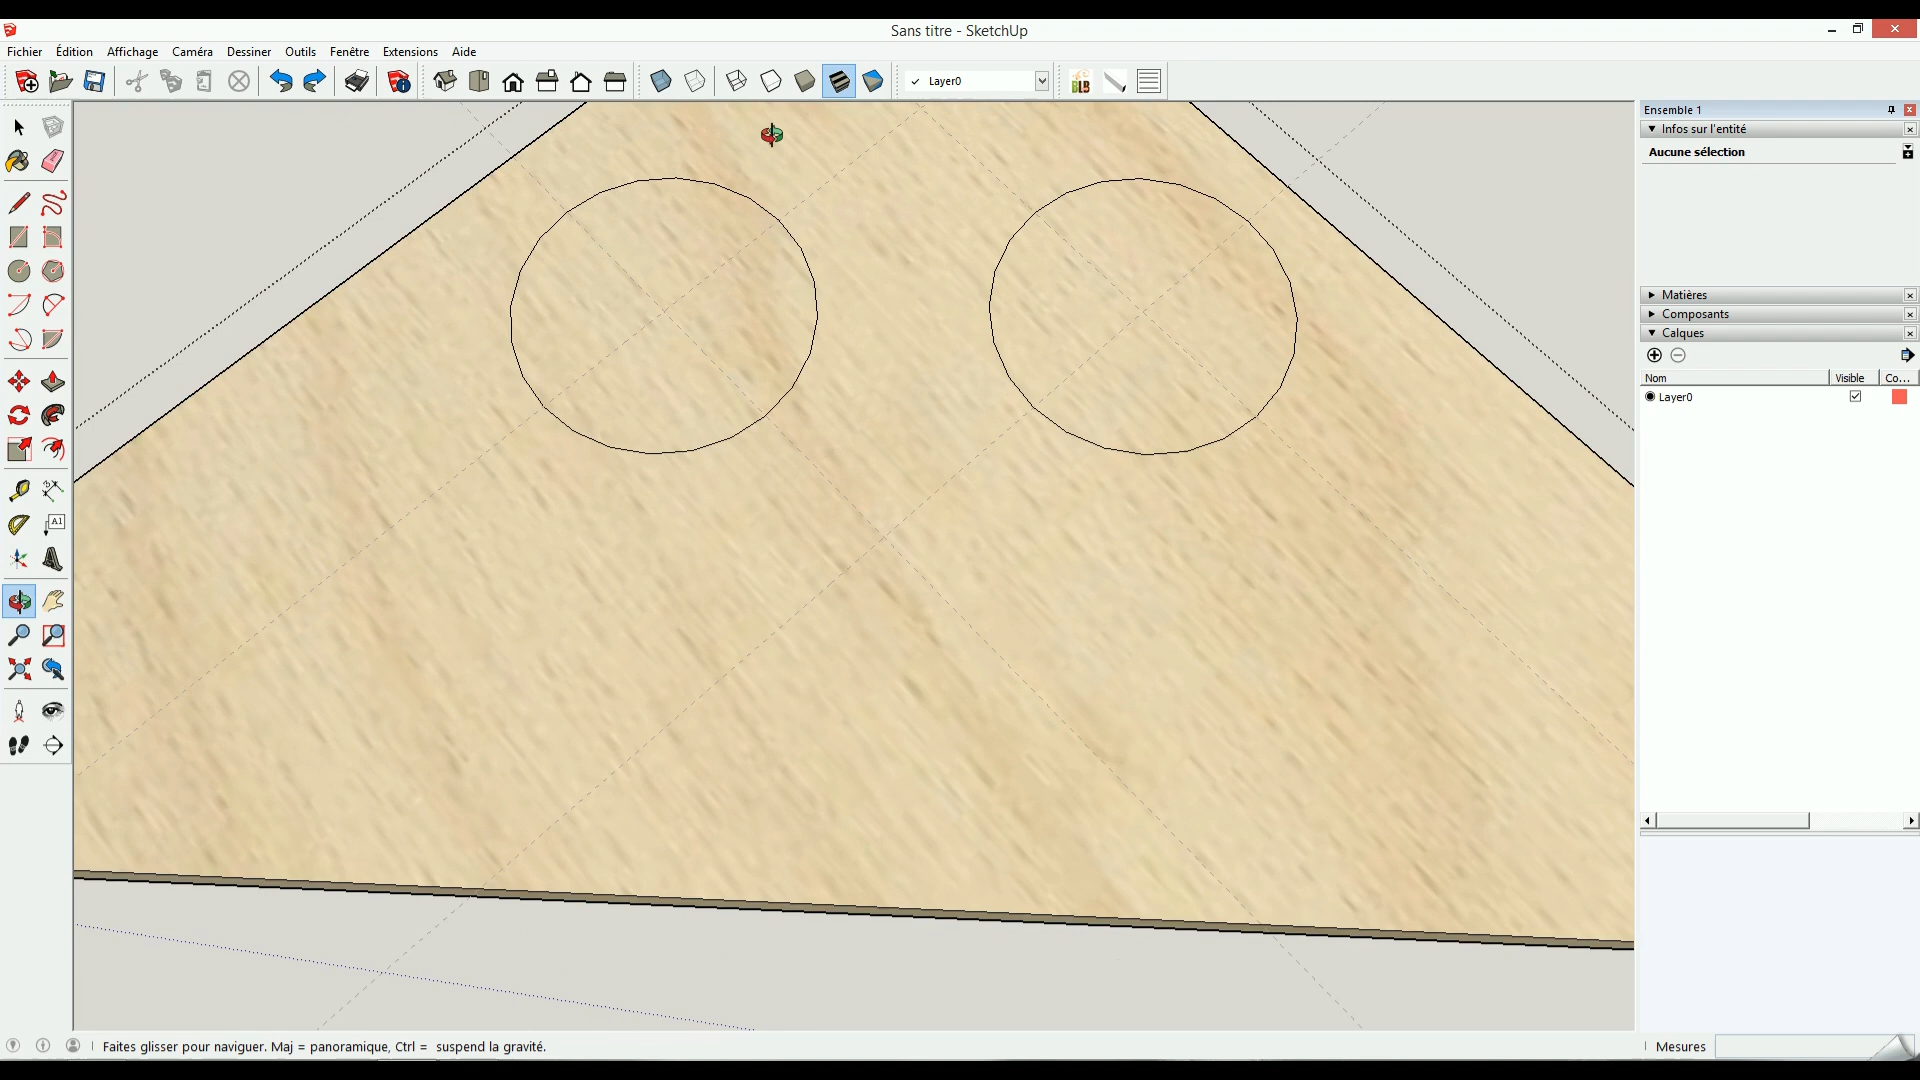 Sans titre - SketchUp
Fichier Édition Affichage Caméra Dessiner Outils Fenêtre Extensions Aide
Layer0
BLB
Ensemble 1
Infos sur l'entité
Aucune sélection
Matières
Composants
Calques
Nom Visible Co...
Layer0
A1
Faites glisser pour naviguer. Maj = panoramique, Ctrl = suspend la gravité.
Mesures